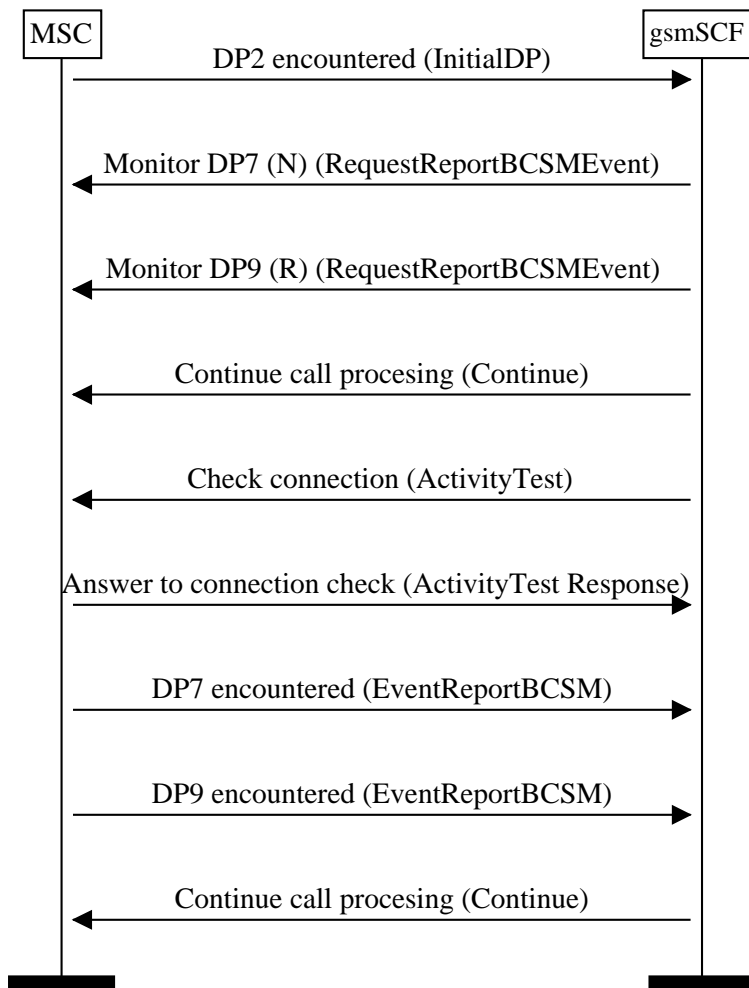 MSC
gsmSCF
DP2 encountered (InitialDP)
Monitor DP7 (N) (RequestReportBCSMEvent)
Monitor DP9 (R) (RequestReportBCSMEvent)
Continue call procesing (Continue)
Check connection (ActivityTest)
Answer to connection check (ActivityTest Response)
DP7 encountered (EventReportBCSM)
DP9 encountered (EventReportBCSM)
Continue call procesing (Continue)